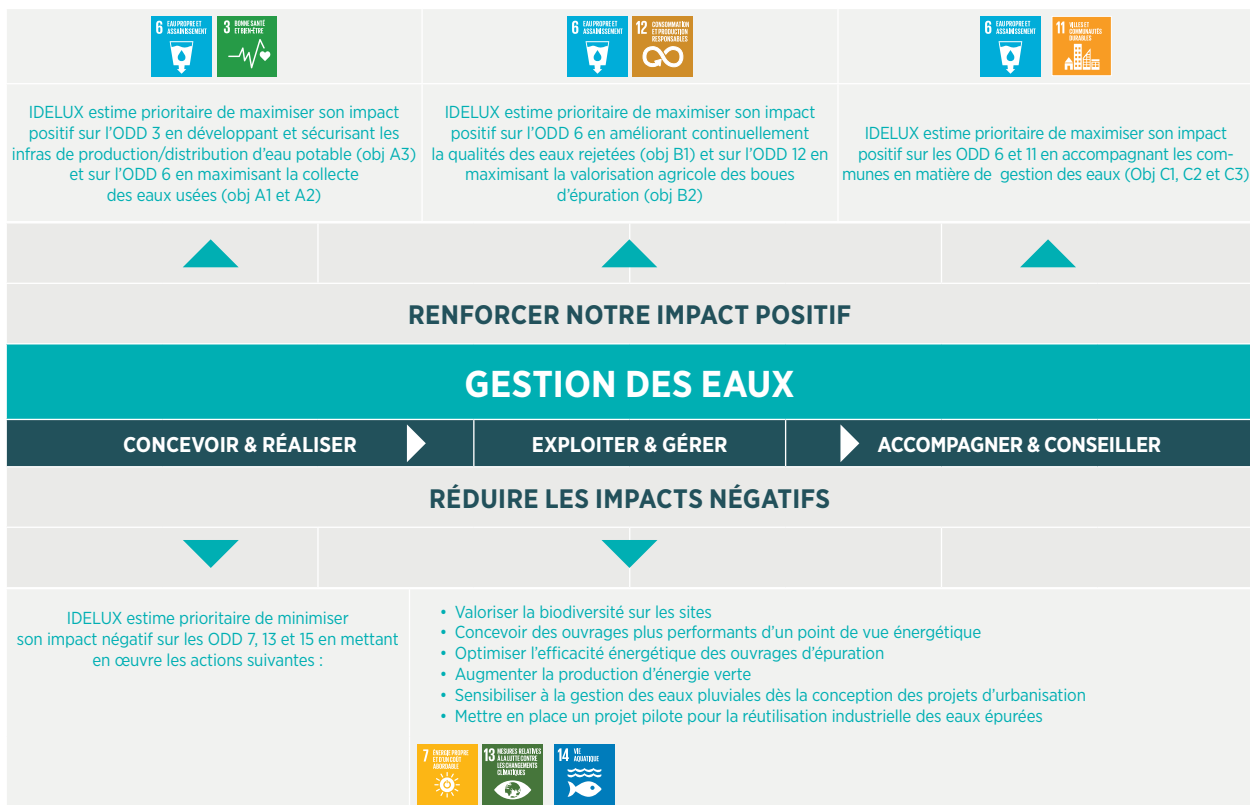 6 EAU PROPRE ET
ASSAINISSEMENT
3 BONNE SANTÉ
ET BIEN-ÊTRE
6 EAU PROPRE ET
ASSAINISSEMENT
12 CONSOMMATION
ET PRODUCTION
RESPONSABLES
6 EAU PROPRE ET
ASSAINISSEMENT
11 VILLES ET
COMMUNAUTÉS
DURABLES
IDELUX estime prioritaire de maximiser son impact
positif sur l’ODD 3 en développant et sécurisant les
infras de production/distribution d’eau potable (obj A3)
et sur l’ODD 6 en maximisant la collecte
des eaux usées (obj A1 et A2)
IDELUX estime prioritaire de maximiser son impact
positif sur l’ODD 6 en améliorant continuellement
la qualités des eaux rejetées (obj B1) et sur l’ODD 12 en
maximisant la valorisation agricole des boues
d’épuration (obj B2)
IDELUX estime prioritaire de maximiser son impact
positif sur les ODD 6 et 11 en accompagnant les com-
munes en matière de gestion des eaux (Obj C1, C2 et C3)
RENFORCER NOTRE IMPACT POSITIF
GESTION DES EAUX
CONCEVOIR & RÉALISER
EXPLOITER & GÉRER
ACCOMPAGNER & CONSEILLER
RÉDUIRE LES IMPACTS NÉGATIFS
IDELUX estime prioritaire de minimiser
son impact négatif sur les ODD 7, 13 et 15 en mettant
en œuvre les actions suivantes :
• Valoriser la biodiversité sur les sites
• Concevoir des ouvrages plus performants d’un point de vue énergétique
• Optimiser l’efficacité énergétique des ouvrages d’épuration
• Augmenter la production d’énergie verte
• Sensibiliser à la gestion des eaux pluviales dès la conception des projets d’urbanisation
• Mettre en place un projet pilote pour la réutilisation industrielle des eaux épurées
7 ÉNERGIE PROPRE
ET D’UN COÛT
ABORDABLE
13 MESURES RELATIVES
À LA LUTTE CONTRE
LES CHANGEMENTS
CLIMATIQUES
14 VIE
AQUATIQUE